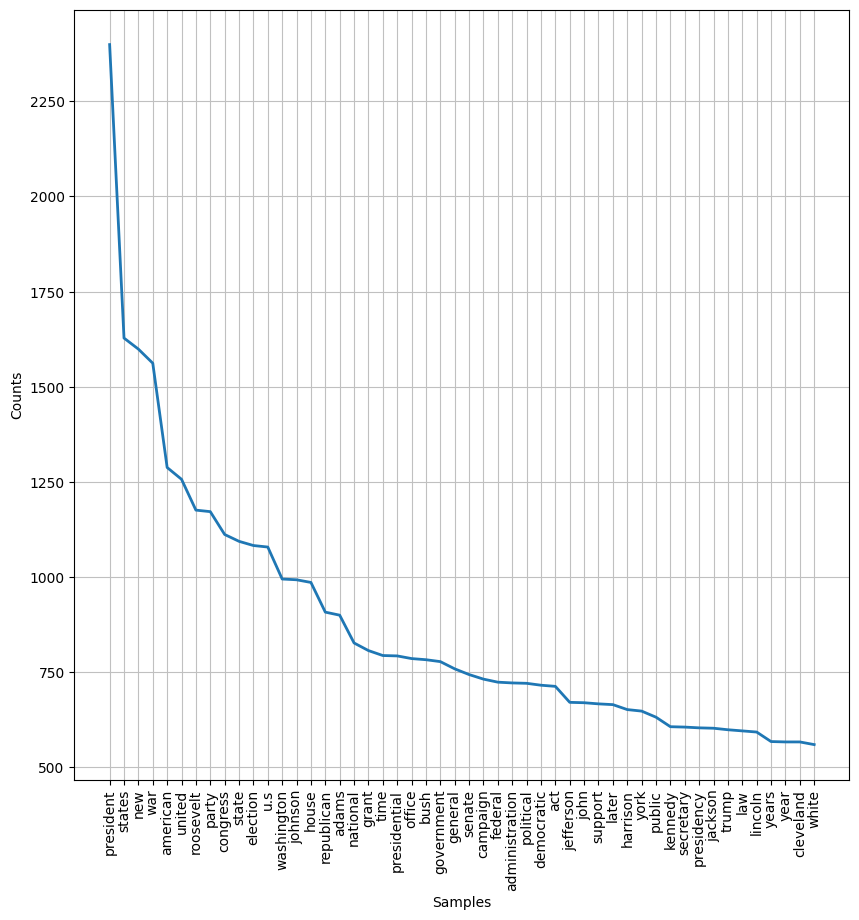 2250
2000
1750
1500
1250
1000
750
500
Counts
president
states
new
war
american
united
roosevelt
party
congress
state
election
u.s
washington
johnson
house
republican
adams
national
grant
time
presidential
office
bush
government
general
senate
campaign
federal
administration
political
democratic
act
jefferson
john
support
later
harrison
york
public
kennedy
secretary
presidency
jackson
trump
law
lincoln
years
year
cleveland
white
Samples